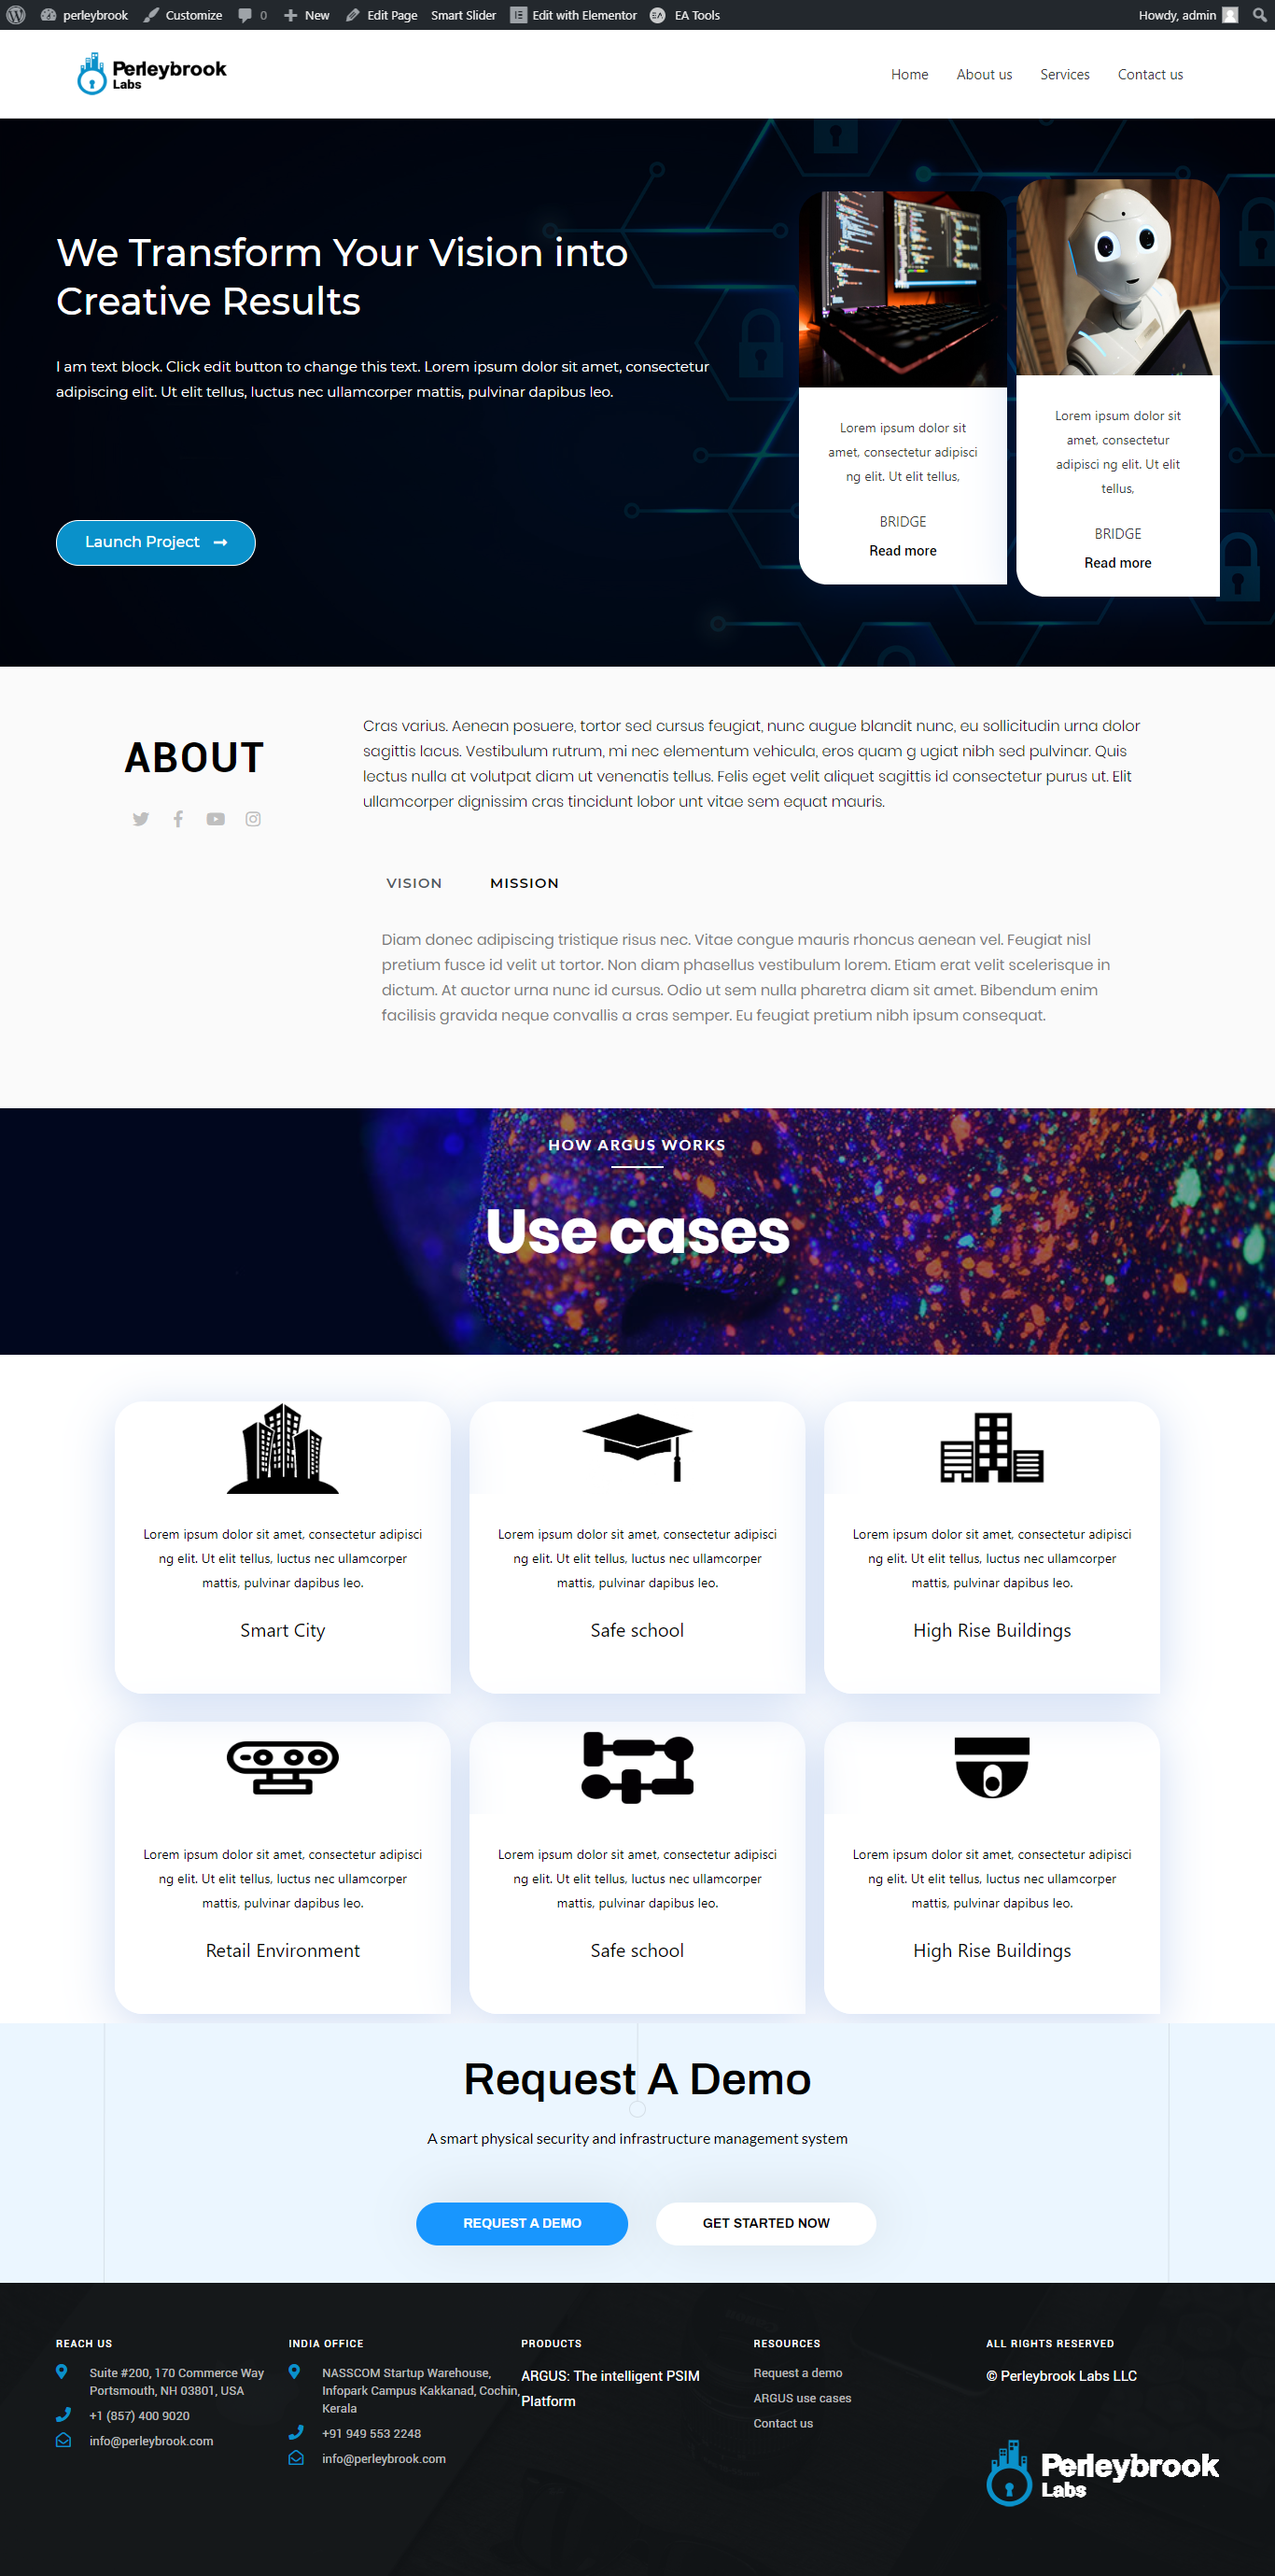 perleybrook Customize 0 New Edit Page Smart Slider Edit with Elementor EA Tools Howdy, admin
Perleybrook
Labs
Home About us Services Contact us
We Transform Your Vision into
Creative Results
I am text block. Click edit button to change this text. Lorem ipsum dolor sit amet, consectetur
adipiscing elit. Ut elit tellus, luctus nec ullamcorper mattis, pulvinar dapibus leo.
Launch Project
Lorem ipsum dolor sit
amet, consectetur adipisci
ng elit. Ut elit tellus,
BRIDGE
Read more
Lorem ipsum dolor sit
amet, consectetur
adipisci ng elit. Ut elit
tellus,
BRIDGE
Read more
ABOUT
Cras varius. Aenean posuere, tortor sed cursus feugiat, nunc augue blandit nunc, eu sollicitudin urna dolor
sagittis lacus. Vestibulum rutrum, mi nec elementum vehicula, eros quam g ugiat nibh sed pulvinar. Quis
lectus nulla at volutpat diam ut venenatis tellus. Felis eget velit aliquet sagittis id consectetur purus ut. Elit
ullamcorper dignissim cras tincidunt lobor unt vitae sem equat mauris.
VISION MISSION
Diam donec adipiscing tristique risus nec. Vitae congue mauris rhoncus aenean vel. Feugiat nisl
pretium fusce id velit ut tortor. Non diam phasellus vestibulum lorem. Etiam erat velit scelerisque in
dictum. At auctor urna nunc id cursus. Odio ut sem nulla pharetra diam sit amet. Bibendum enim
facilisis gravida neque convallis a cras semper. Eu feugiat pretium nibh ipsum consequat.
HOW ARGUS WORKS
Use cases
Lorem ipsum dolor sit amet, consectetur adipisci
ng elit. Ut elit tellus, luctus nec ullamcorper
mattis, pulvinar dapibus leo.
Smart City
Lorem ipsum dolor sit amet, consectetur adipisci
ng elit. Ut elit tellus, luctus nec ullamcorper
mattis, pulvinar dapibus leo.
Safe school
Lorem ipsum dolor sit amet, consectetur adipisci
ng elit. Ut elit tellus, luctus nec ullamcorper
mattis, pulvinar dapibus leo.
High Rise Buildings
Lorem ipsum dolor sit amet, consectetur adipisci
ng elit. Ut elit tellus, luctus nec ullamcorper
mattis, pulvinar dapibus leo.
Retail Environment
Lorem ipsum dolor sit amet, consectetur adipisci
ng elit. Ut elit tellus, luctus nec ullamcorper
mattis, pulvinar dapibus leo.
Safe school
Lorem ipsum dolor sit amet, consectetur adipisci
ng elit. Ut elit tellus, luctus nec ullamcorper
mattis, pulvinar dapibus leo.
High Rise Buildings
Request A Demo
A smart physical security and infrastructure management system
REQUEST A DEMO GET STARTED NOW
REACH US
Suite #200, 170 Commerce Way
Portsmouth, NH 03801, USA
+1 (857) 400 9020
info@perleybrook.com
INDIA OFFICE
NASSCOM Startup Warehouse,
Infopark Campus Kakkanad, Cochin,
Kerala
+91 949 553 2248
info@perleybrook.com
PRODUCTS
ARGUS: The intelligent PSIM
Platform
RESOURCES
Request a demo
ARGUS use cases
Contact us
ALL RIGHTS RESERVED
© Perleybrook Labs LLC
Perleybrook
Labs